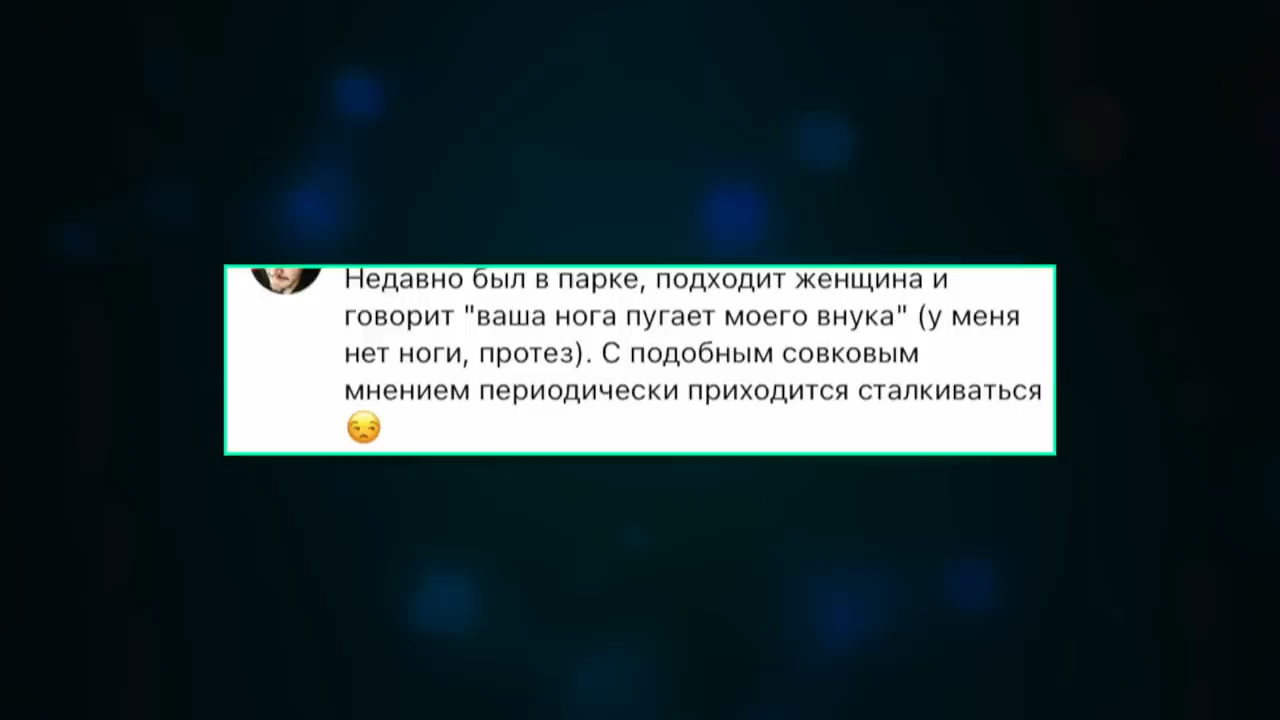 Недавно был в парке, подходит женщина и
говорит "ваша нога пугает моего внука" (у меня
нет ноги, протез). С подобным совковым
мнением периодически приходится сталкиваться
😒